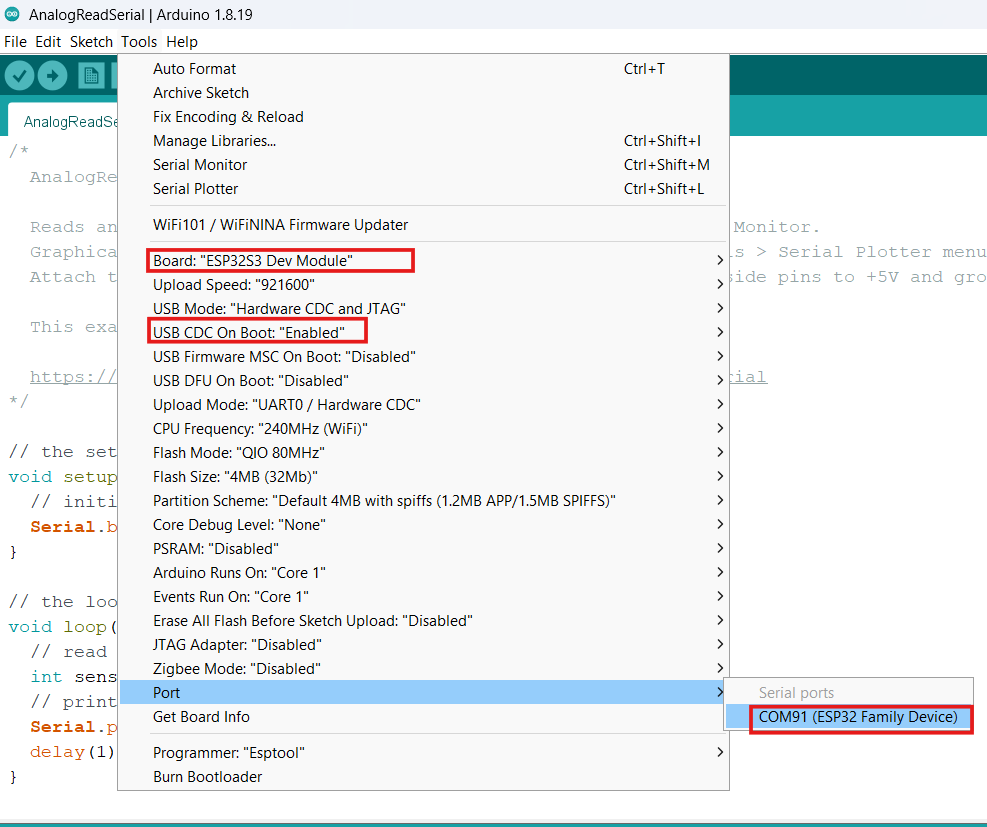 AnalogReadSerial | Arduino 1.8.19
File Edit Sketch Tools Help
AnalogReadSe
/*
AnalogRe
Reads an
Graphica
Attach t
This exa
https://
*/
// the set
void setup
// initi
Serial.b
}
// the loo
void loop(
// read
int sens
// print
Serial.p
delay(1)
}
Auto Format Ctrl+T
Archive Sketch
Fix Encoding & Reload
Manage Libraries... Ctrl+Shift+I
Serial Monitor Ctrl+Shift+M
Serial Plotter Ctrl+Shift+L
WiFi101 / WiFiNINA Firmware Updater
Board: "ESP32S3 Dev Module"
Upload Speed: "921600"
USB Mode: "Hardware CDC and JTAG"
USB CDC On Boot: "Enabled"
USB Firmware MSC On Boot: "Disabled"
USB DFU On Boot: "Disabled"
Upload Mode: "UART0 / Hardware CDC"
CPU Frequency: "240MHz (WiFi)"
Flash Mode: "QIO 80MHz"
Flash Size: "4MB (32Mb)"
Partition Scheme: "Default 4MB with spiffs (1.2MB APP/1.5MB SPIFFS)"
Core Debug Level: "None"
PSRAM: "Disabled"
Arduino Runs On: "Core 1"
Events Run On: "Core 1"
Erase All Flash Before Sketch Upload: "Disabled"
JTAG Adapter: "Disabled"
Zigbee Mode: "Disabled"
Port
Get Board Info
Programmer: "Esptool"
Burn Bootloader
Monitor.
ls > Serial Plotter menu
side pins to +5V and gro
ial
Serial ports
COM91 (ESP32 Family Device)